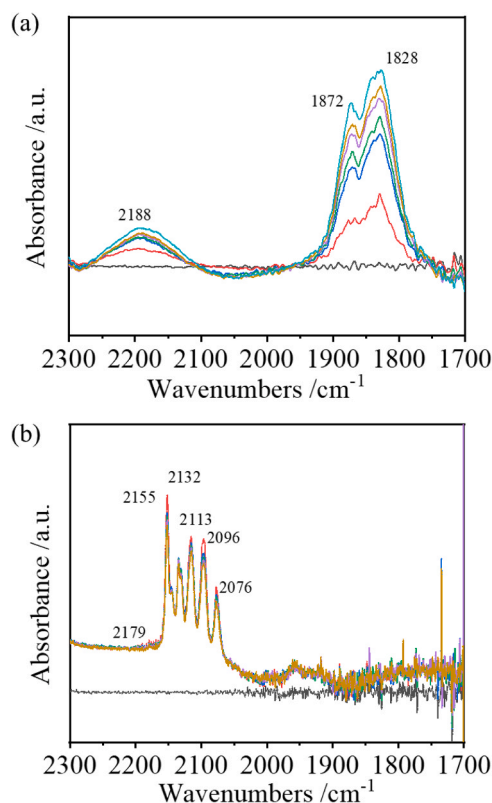 (a)
Absorbance /a.u.
1828
1872
2188
2300 2200 2100 2000 1900 1800 1700
Wavenumbers /cm-1
(b)
Absorbance /a.u.
2132
2155
2113
2096
2076
2179
2300 2200 2100 2000 1900 1800 1700
Wavenumbers /cm-1